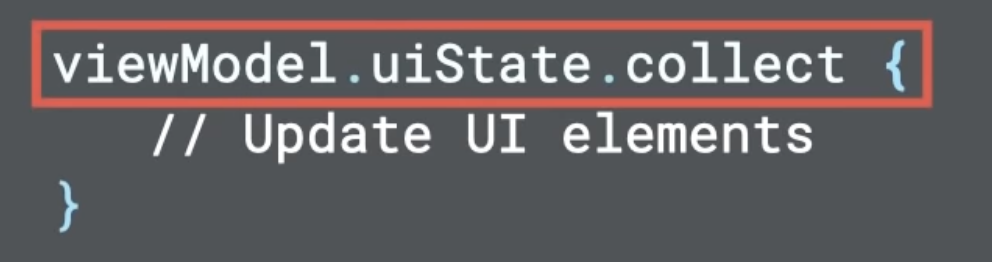 viewModel.uiState.collect {
// Update UI elements
}